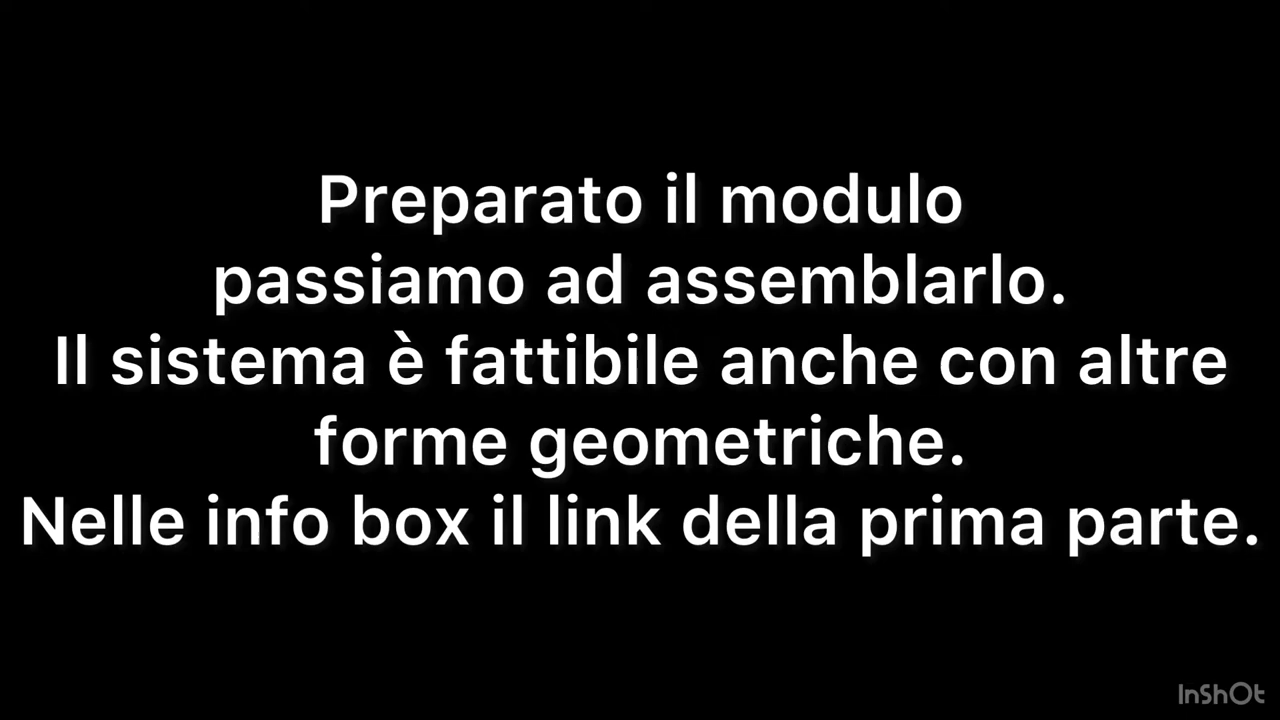 Preparato il modulo
passiamo ad assemblarlo.
Il sistema è fattibile anche con altre
forme geometriche.
Nelle info box il link della prima parte.
InShOt